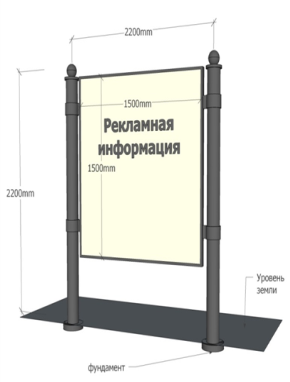 2200mm
1500mm
Рекламная
информация
1500mm
2200mm
Уровень
земли
фундамент